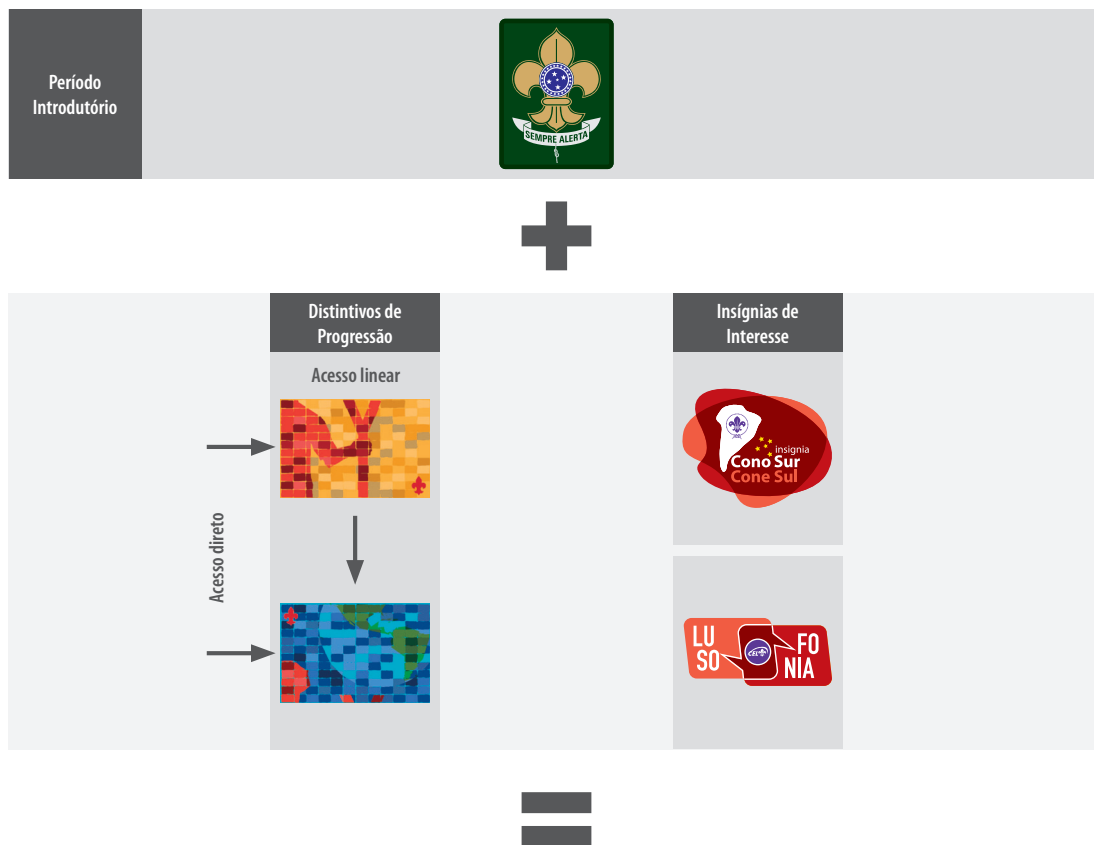 Período
Introdutório
SEMPRE ALERTA
Distintivos de
Progressão
Insígnias de
Interesse
Acesso linear
Acesso direto
insignia
Cono Sur
Cone Sul
LU
SO
FO
NIA